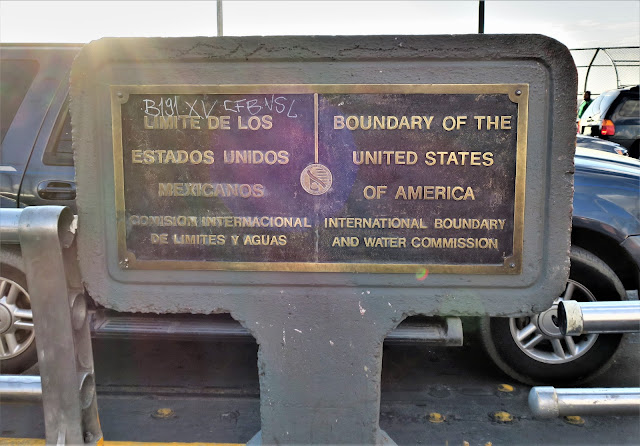 LIMITE DE LOS
ESTADOS UNIDOS
MEXICANOS
COMISION INTERNACIONAL
DE LIMITES Y AGUAS
BOUNDARY OF THE
UNITED STATES
OF AMERICA
INTERNATIONAL BOUNDARY
AND WATER COMMISSION